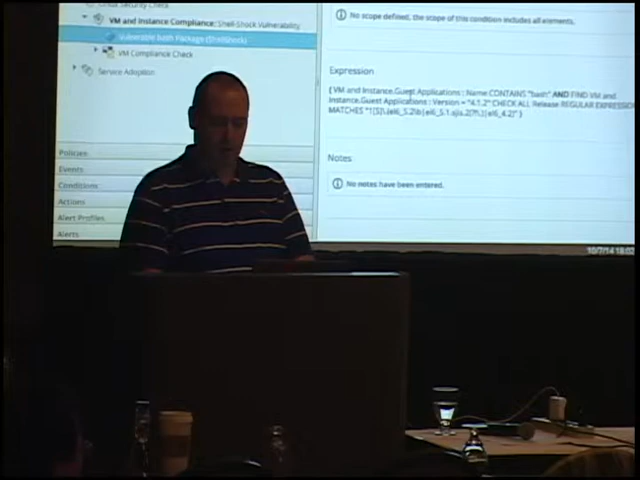 Virtual Security Check
VM and Instance Compliance: Shell-Shock Vulnerability
Vulnerable bash Package (ShellShock)
VM Compliance Check
Service Adoption
Policies
Events
Conditions
Actions
Alert Profiles
Alerts
No scope defined, the scope of this condition includes all elements.
Expression
( VM and Instance.Guest Applications : Name CONTAINS "bash" AND FIND VM and
Instance.Guest Applications : Version = "4.1.2" CHECK ALL Release REGULAR EXPRESSION
MATCHES
Notes
No notes have been entered.
10/7/14